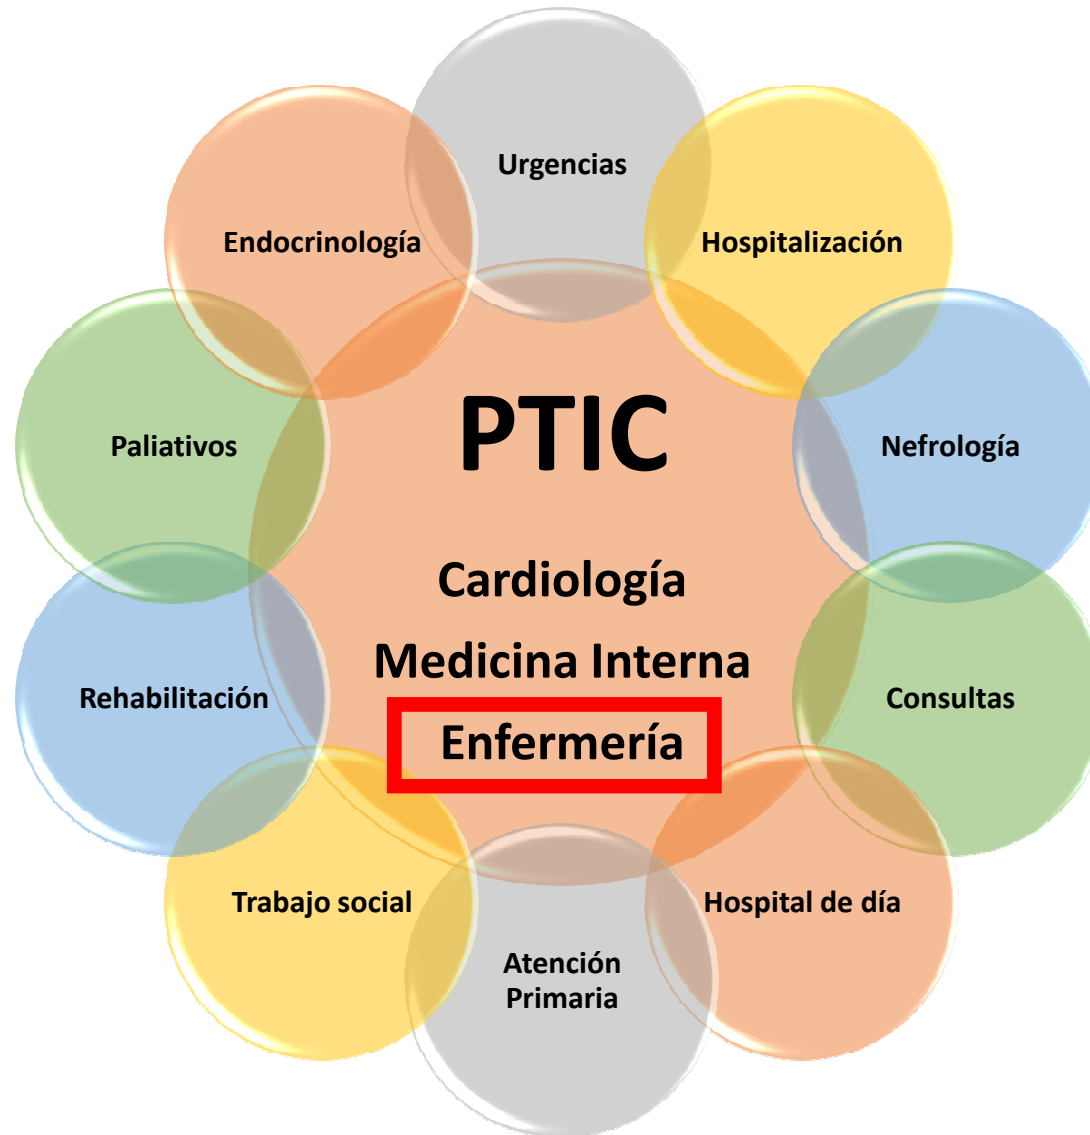 Urgencias
Endocrinología
Hospitalización
PTIC
Paliativos
Nefrología
Cardiología
Medicina Interna
Rehabilitación
Consultas
Enfermería
Trabajo social
Hospital de día
Atención
Primaria